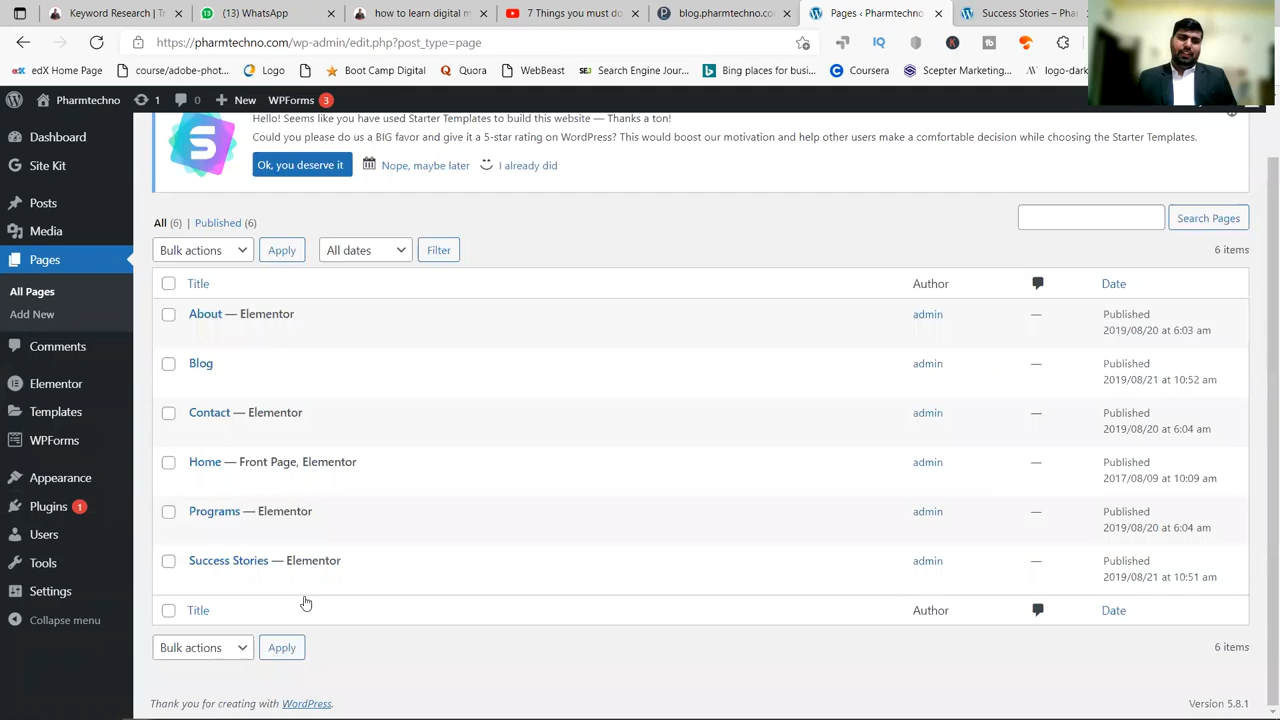 Keyword Research | Tr
(13) WhatsApp
how to learn digital m
7 Things you must do
blog.pharmtechno.com
Pages ‹ Pharmtechno
Success Stories – Pha
https://pharmtechno.com/wp-admin/edit.php?post_type=page
edX Home Page
course/adobe-phot...
Logo
Boot Camp Digital
Quora
WebBeast
Search Engine Jour...
Bing places for busi...
Coursera
Scepter Marketing...
logo-dark
Pharmtechno
1
0
New
WPForms 3
Hello! Seems like you have used Starter Templates to build this website — Thanks a ton!
Could you please do us a BIG favor and give it a 5-star rating on WordPress? This would boost our motivation and help other users make a comfortable decision while choosing the Starter Templates.
Ok, you deserve it
Nope, maybe later
I already did
Dashboard
Site Kit
Posts
Media
Pages
All Pages
Add New
Comments
Elementor
Templates
WPForms
Appearance
Plugins 1
Users
Tools
Settings
Collapse menu
All (6) | Published (6)
Search Pages
Bulk actions
Apply
All dates
Filter
6 items
Title Author Date
About — Elementor admin — Published
2019/08/20 at 6:03 am
Blog admin — Published
2019/08/21 at 10:52 am
Contact — Elementor admin — Published
2019/08/20 at 6:04 am
Home — Front Page, Elementor admin — Published
2017/08/09 at 10:09 am
Programs — Elementor admin — Published
2019/08/20 at 6:04 am
Success Stories — Elementor admin — Published
2019/08/21 at 10:51 am
Title Author Date
Bulk actions
Apply
6 items
Thank you for creating with WordPress.
Version 5.8.1